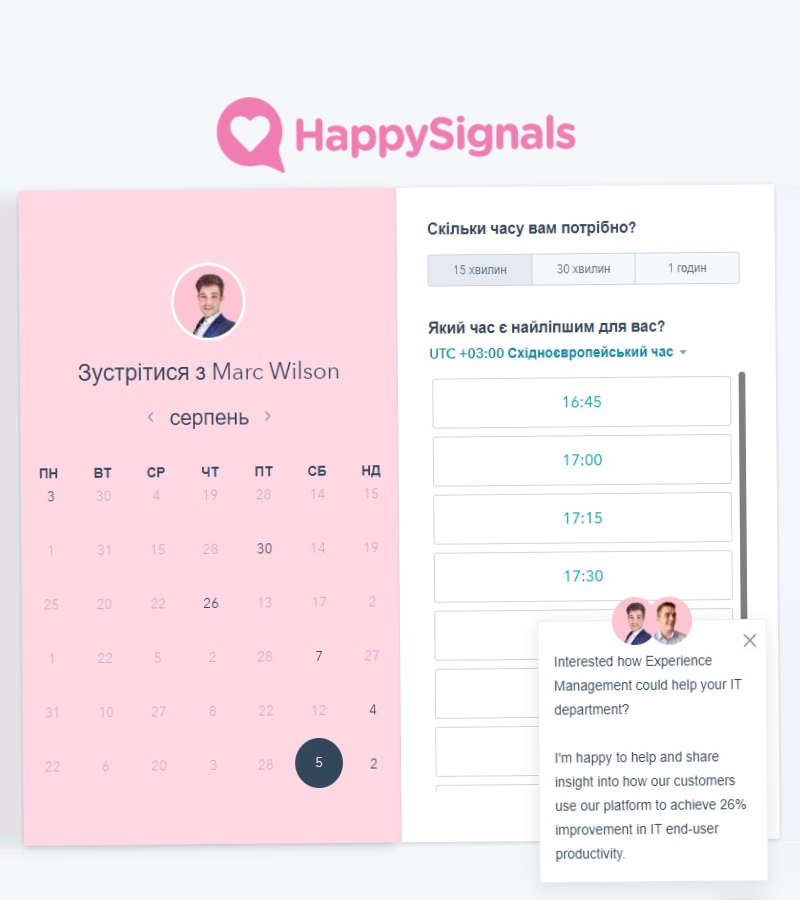 HappySignals
Зустрітися з Marc Wilson
серпень
ПН ВТ СР ЧТ ПТ СБ НД
3 30 4 19 28 14 15
1 31 15 28 30 14 19
25 20 22 26 13 17 2
1 22 5 2 28 7 27
31 10 27 8 22 12 4
22 6 20 3 28 5 2
Скільки часу вам потрібно?
15 хвилин 30 хвилин 1 годин
Який час є найліпшим для вас?
UTC +03:00 Східноєвропейський час
16:45
17:00
17:15
17:30
Interested how Experience
Management could help your IT
department?
I'm happy to help and share
insight into how our customers
use our platform to achieve 26%
improvement in IT end-user
productivity.